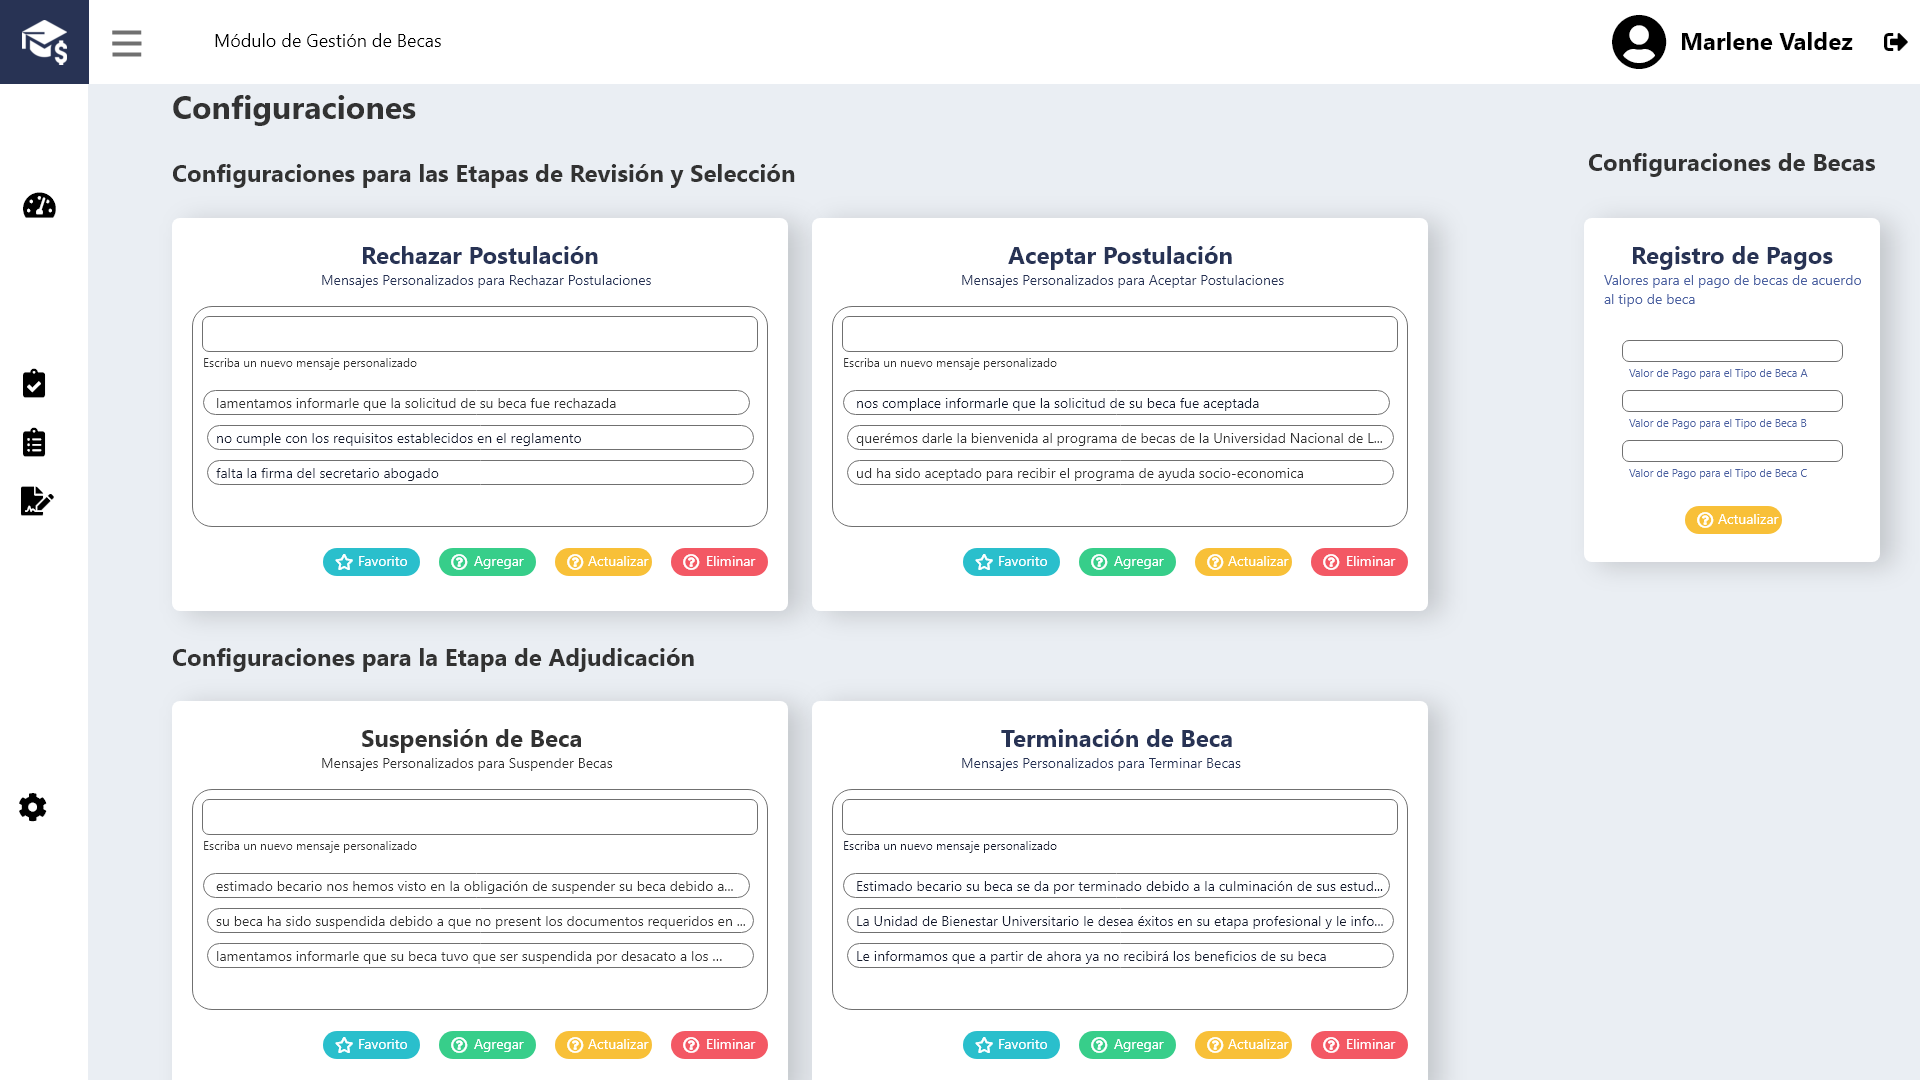 Módulo de Gestión de Becas
Marlene Valdez
Configuraciones
Configuraciones para las Etapas de Revisión y Selección
Rechazar Postulación
Mensajes Personalizados para Rechazar Postulaciones
Escriba un nuevo mensaje personalizado
lamentamos informarle que la solicitud de su beca fue rechazada
no cumple con los requisitos establecidos en el reglamento
falta la firma del secretario abogado
Favorito
Agregar
Actualizar
Eliminar
Aceptar Postulación
Mensajes Personalizados para Aceptar Postulaciones
Escriba un nuevo mensaje personalizado
nos complace informarle que la solicitud de su beca fue aceptada
querémos darle la bienvenida al programa de becas de la Universidad Nacional de L...
ud ha sido aceptado para recibir el programa de ayuda socio-economica
Favorito
Agregar
Actualizar
Eliminar
Configuraciones de Becas
Registro de Pagos
Valores para el pago de becas de acuerdo
al tipo de beca
Valor de Pago para el Tipo de Beca A
Valor de Pago para el Tipo de Beca B
Valor de Pago para el Tipo de Beca C
Actualizar
Configuraciones para la Etapa de Adjudicación
Suspensión de Beca
Mensajes Personalizados para Suspender Becas
Escriba un nuevo mensaje personalizado
estimado becario nos hemos visto en la obligación de suspender su beca debido a...
su beca ha sido suspendida debido a que no present los documentos requeridos en ...
lamentamos informarle que su beca tuvo que ser suspendida por desacato a los ...
Favorito
Agregar
Actualizar
Eliminar
Terminación de Beca
Mensajes Personalizados para Terminar Becas
Escriba un nuevo mensaje personalizado
Estimado becario su beca se da por terminado debido a la culminación de sus estud...
La Unidad de Bienestar Universitario le desea éxitos en su etapa profesional y le info...
Le informamos que a partir de ahora ya no recibirá los beneficios de su beca
Favorito
Agregar
Actualizar
Eliminar